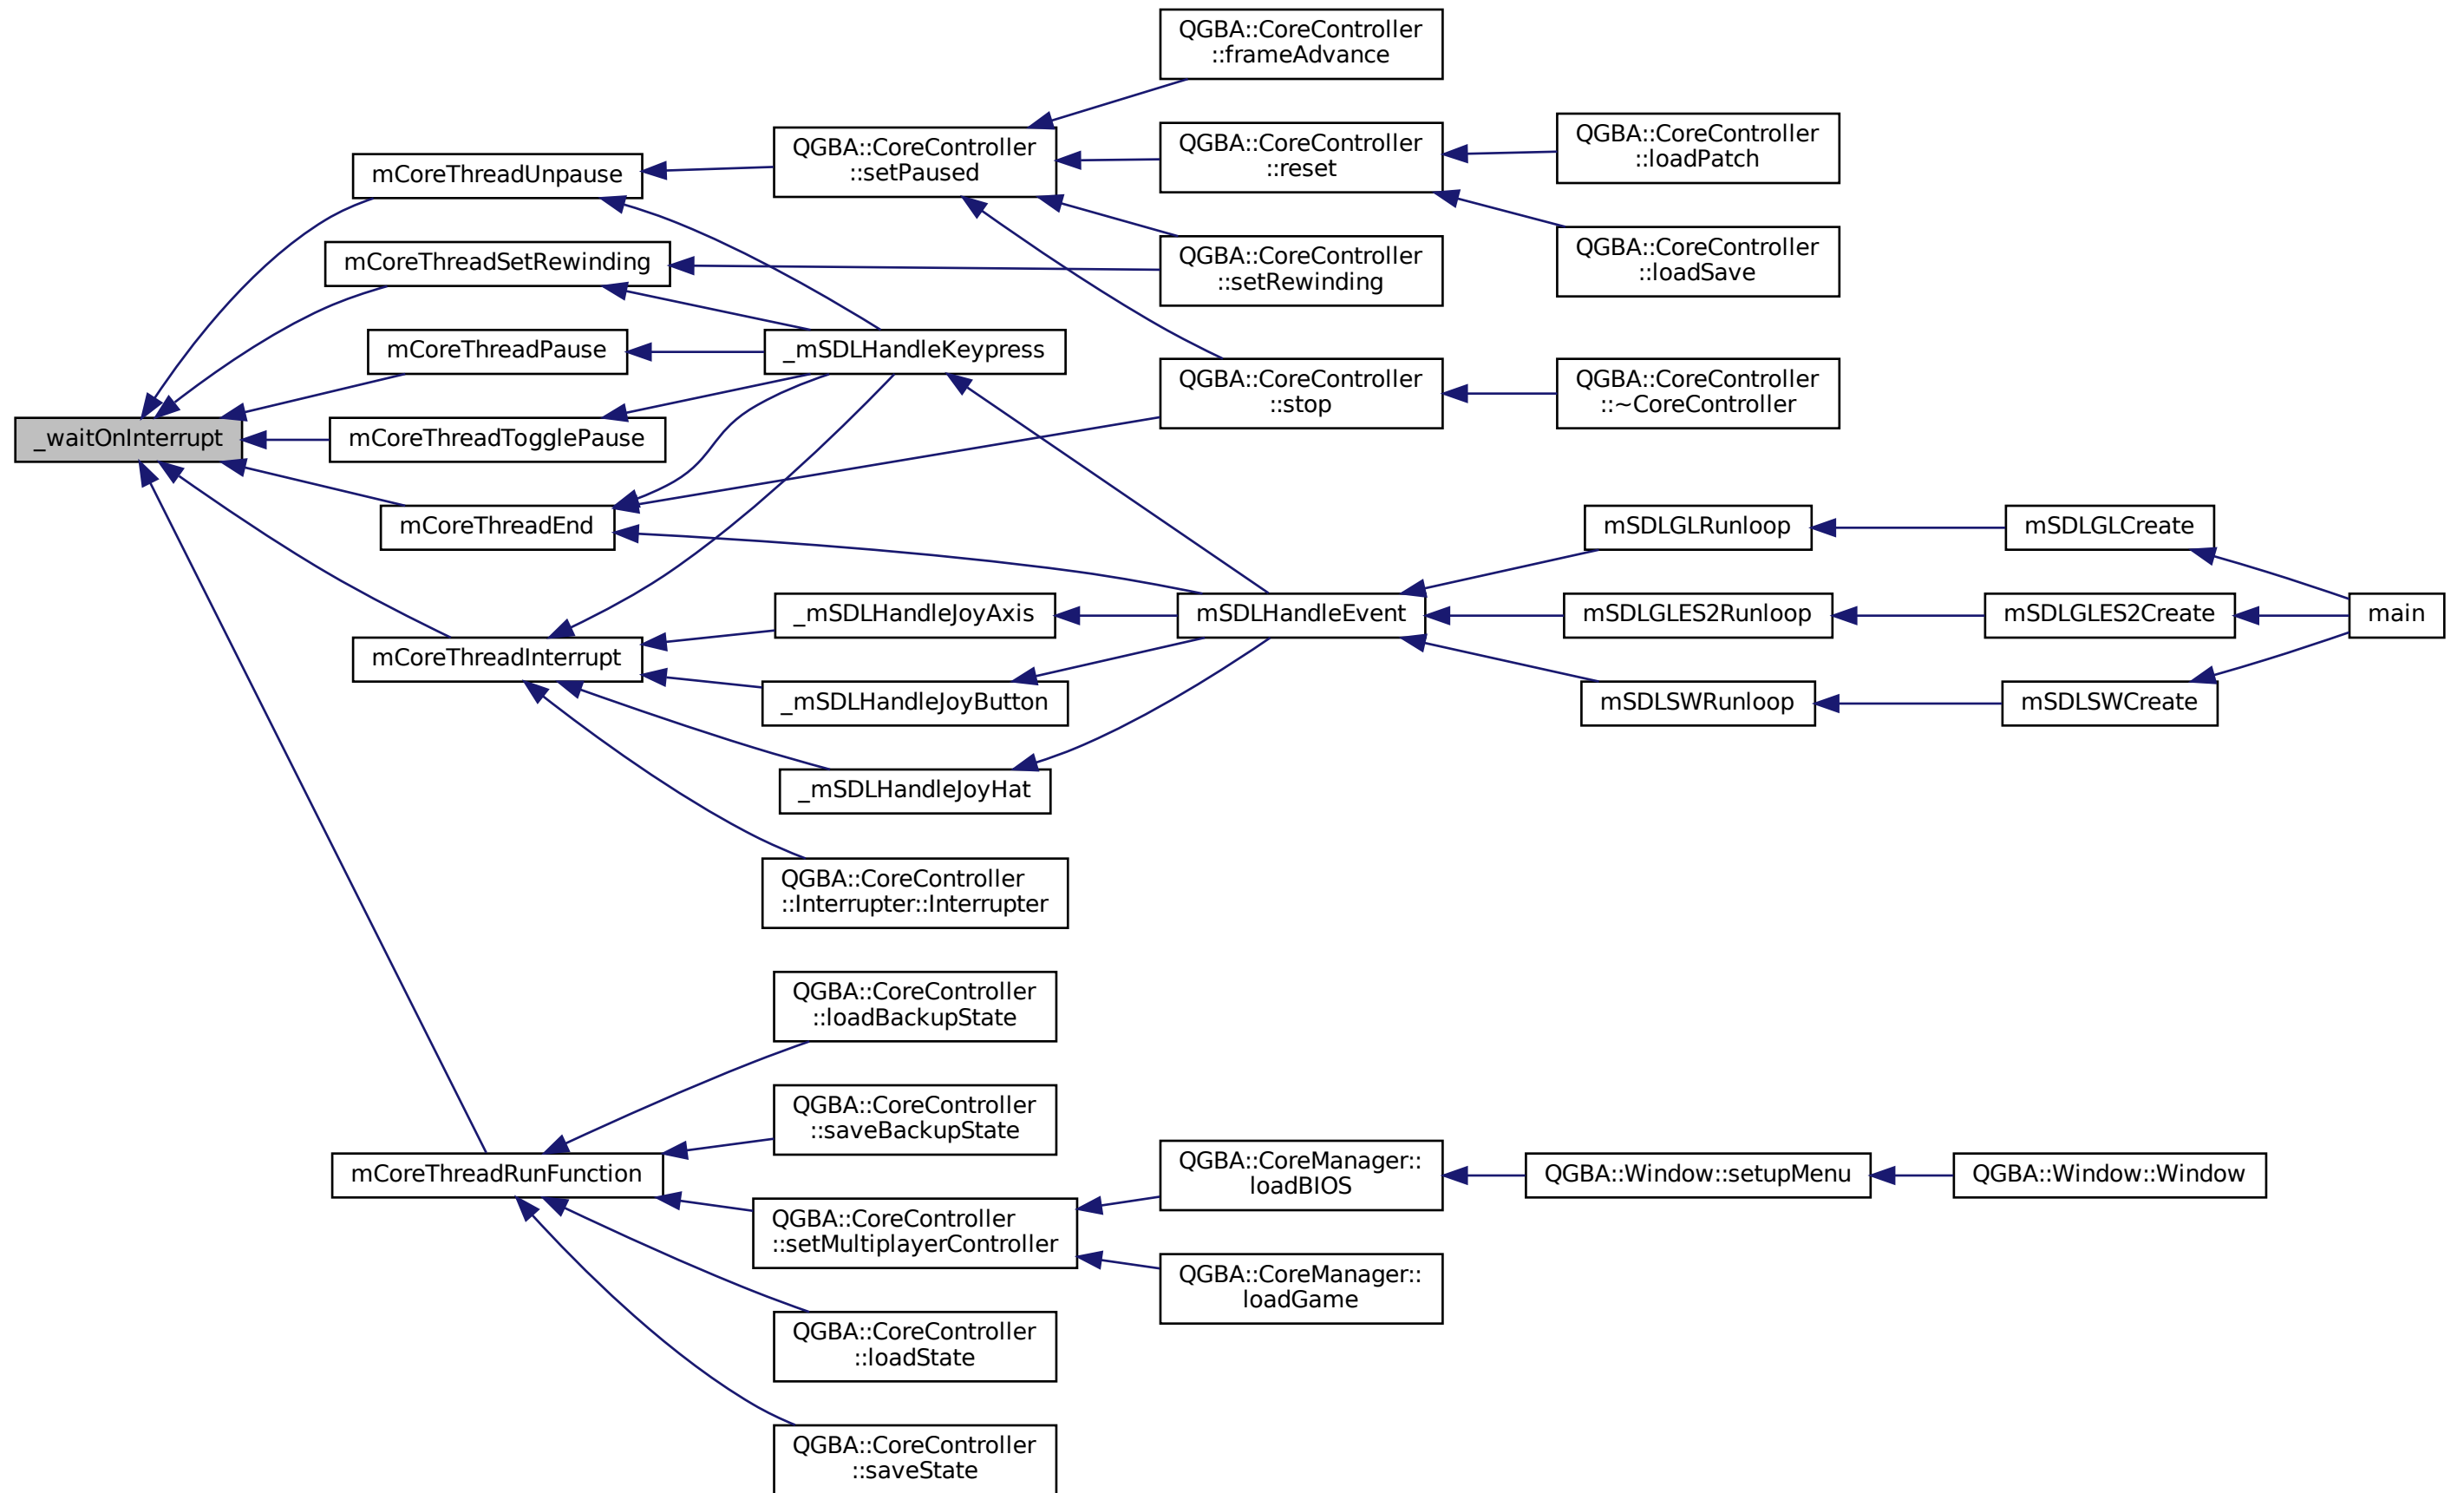 QGBA::CoreController
::frameAdvance
QGBA::CoreController
::setPaused
QGBA::CoreController
::reset
QGBA::CoreController
::loadPatch
mCoreThreadUnpause
mCoreThreadSetRewinding
QGBA::CoreController
::setRewinding
QGBA::CoreController
::loadSave
mCoreThreadPause
_mSDLHandleKeypress
QGBA::CoreController
::stop
QGBA::CoreController
::~CoreController
_waitOnInterrupt
mCoreThreadTogglePause
mCoreThreadEnd
mSDLGLRunloop
mSDLGLCreate
_mSDLHandleJoyAxis
mSDLHandleEvent
mSDLGLES2Runloop
mSDLGLES2Create
main
mCoreThreadInterrupt
_mSDLHandleJoyButton
mSDLSWRunloop
mSDLSWCreate
_mSDLHandleJoyHat
QGBA::CoreController
::Interrupter::Interrupter
QGBA::CoreController
::loadBackupState
QGBA::CoreController
::saveBackupState
mCoreThreadRunFunction
QGBA::CoreManager::
loadBIOS
QGBA::Window::setupMenu
QGBA::Window::Window
QGBA::CoreController
::setMultiplayerController
QGBA::CoreManager::
loadGame
QGBA::CoreController
::loadState
QGBA::CoreController
::saveState